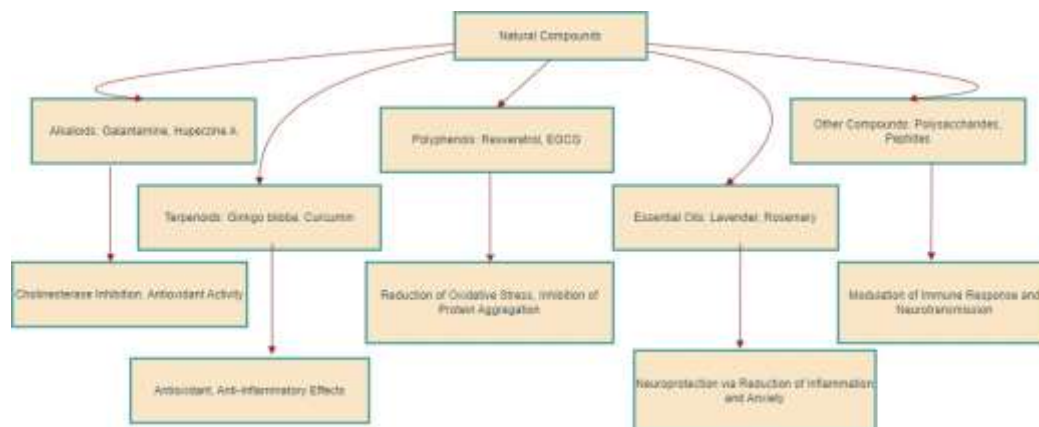 Natural Compounds
Alkaloids: Galantamine, Huperzine A
Polyphenols: Resveratrol, EGCG
Other Compounds: Polysaccharides,
Peptides
Terpenoids: Ginkgo biloba, Curcumin
Essential Oils: Lavender, Rosemary
Cholinesterase Inhibition, Antioxidant Activity
Reduction of Oxidative Stress, Inhibition of
Protein Aggregation
Modulation of Immune Response and
Neurotransmission
Antioxidant, Anti-Inflammatory Effects
Neuroprotection via Reduction of Inflammation
and Anxiety